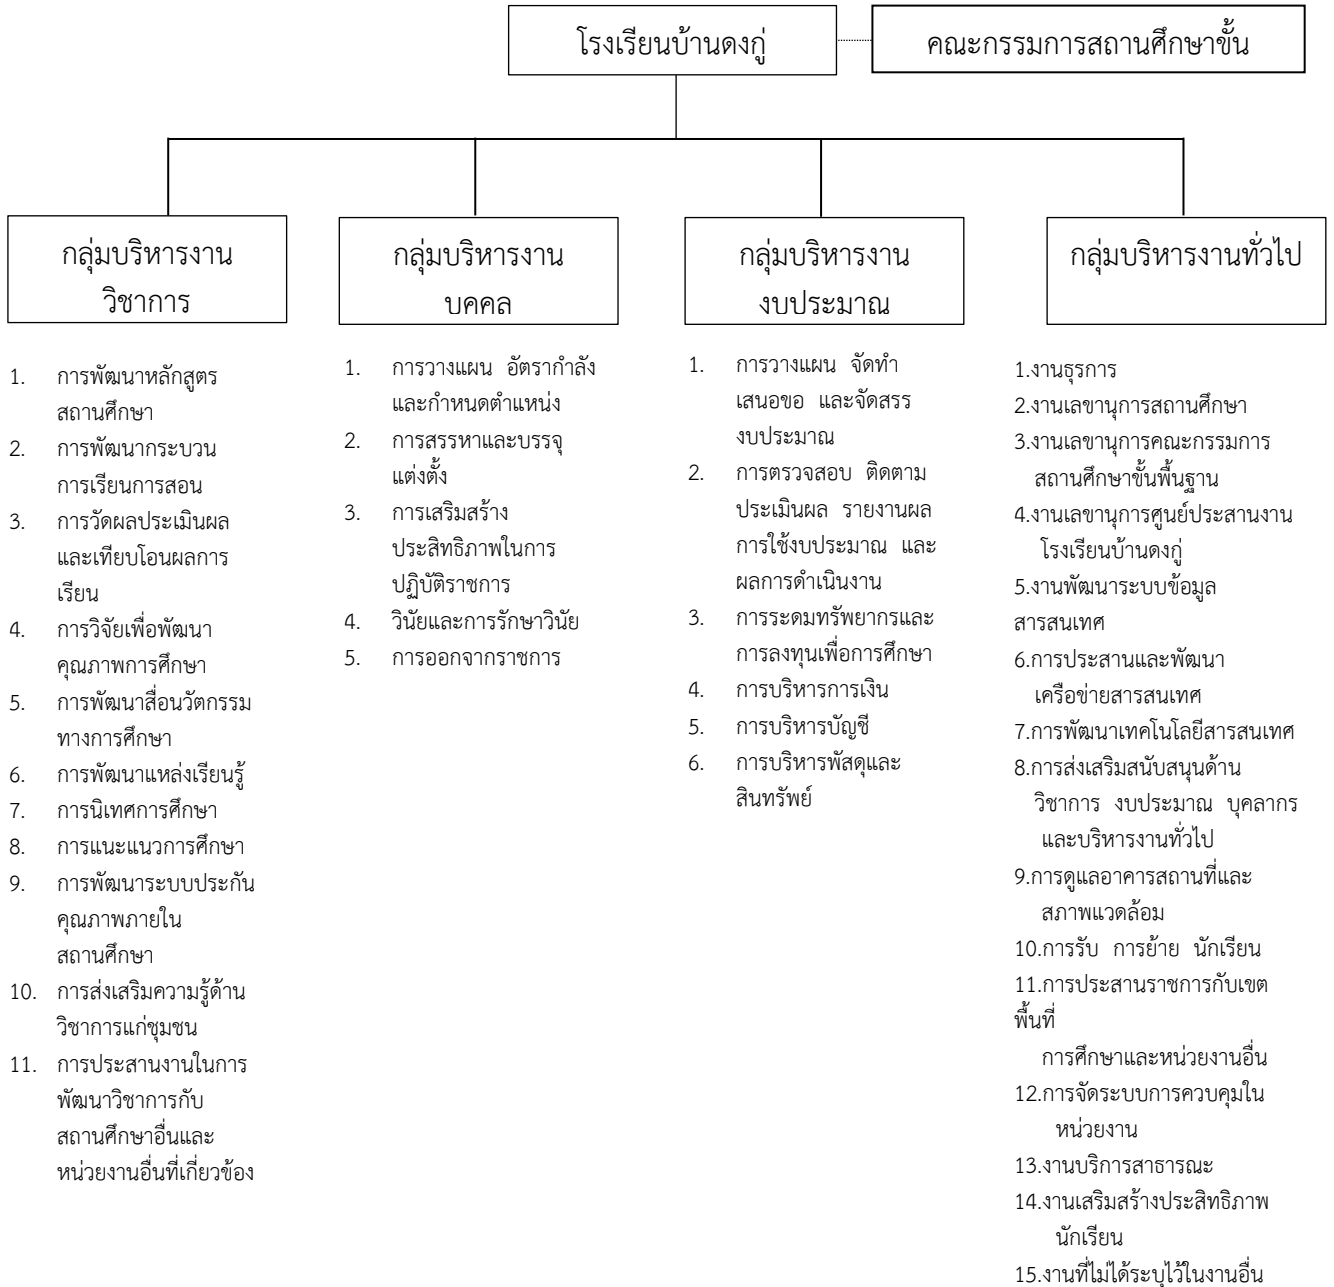 โรงเรียนบ้านดงกู่
คณะกรรมการสถานศึกษาขั้น
กลุ่มบริหารงาน
วิชาการ
กลุ่มบริหารงาน
บุคคล
กลุ่มบริหารงาน
งบประมาณ
กลุ่มบริหารงานทั่วไป
1. การพัฒนาหลักสูตร
สถานศึกษา
2. การพัฒนากระบวน
การเรียนการสอน
3. การวัดผลประเมินผล
และเทียบโอนผลการ
เรียน
4. การวิจัยเพื่อพัฒนา
คุณภาพการศึกษา
5. การพัฒนาสื่อนวัตกรรม
ทางการศึกษา
6. การพัฒนาแหล่งเรียนรู้
7. การนิเทศการศึกษา
8. การแนะแนวการศึกษา
9. การพัฒนาระบบประกัน
คุณภาพภายใน
สถานศึกษา
10. การส่งเสริมความรู้ด้าน
วิชาการแก่ชุมชน
11. การประสานงานในการ
พัฒนาวิชาการกับ
สถานศึกษาอื่นและ
หน่วยงานอื่นที่เกี่ยวข้อง
1. การวางแผน อัตรากำลัง
และกำหนดตำแหน่ง
2. การสรรหาและบรรจุ
แต่งตั้ง
3. การเสริมสร้าง
ประสิทธิภาพในการ
ปฏิบัติราชการ
4. วินัยและการรักษาวินัย
5. การออกจากราชการ
1. การวางแผน จัดทำ
เสนอขอ และจัดสรร
งบประมาณ
2. การตรวจสอบ ติดตาม
ประเมินผล รายงานผล
การใช้งบประมาณ และ
ผลการดำเนินงาน
3. การระดมทรัพยากรและ
การลงทุนเพื่อการศึกษา
4. การบริหารการเงิน
5. การบริหารบัญชี
6. การบริหารพัสดุและ
สินทรัพย์
1.งานธุรการ
2.งานเลขานุการสถานศึกษา
3.งานเลขานุการคณะกรรมการ
สถานศึกษาขั้นพื้นฐาน
4.งานเลขานุการศูนย์ประสานงาน
โรงเรียนบ้านดงกู่
5.งานพัฒนาระบบข้อมูล
สารสนเทศ
6.การประสานและพัฒนา
เครือข่ายสารสนเทศ
7.การพัฒนาเทคโนโลยีสารสนเทศ
8.การส่งเสริมสนับสนุนด้าน
วิชาการ งบประมาณ บุคลากร
และบริหารงานทั่วไป
9.การดูแลอาคารสถานที่และ
สภาพแวดล้อม
10.การรับ การย้าย นักเรียน
11.การประสานราชการกับเขต
พื้นที่
การศึกษาและหน่วยงานอื่น
12.การจัดระบบการควบคุมใน
หน่วยงาน
13.งานบริการสาธารณะ
14.งานเสริมสร้างประสิทธิภาพ
นักเรียน
15.งานที่ไม่ได้ระบุไว้ในงานอื่น